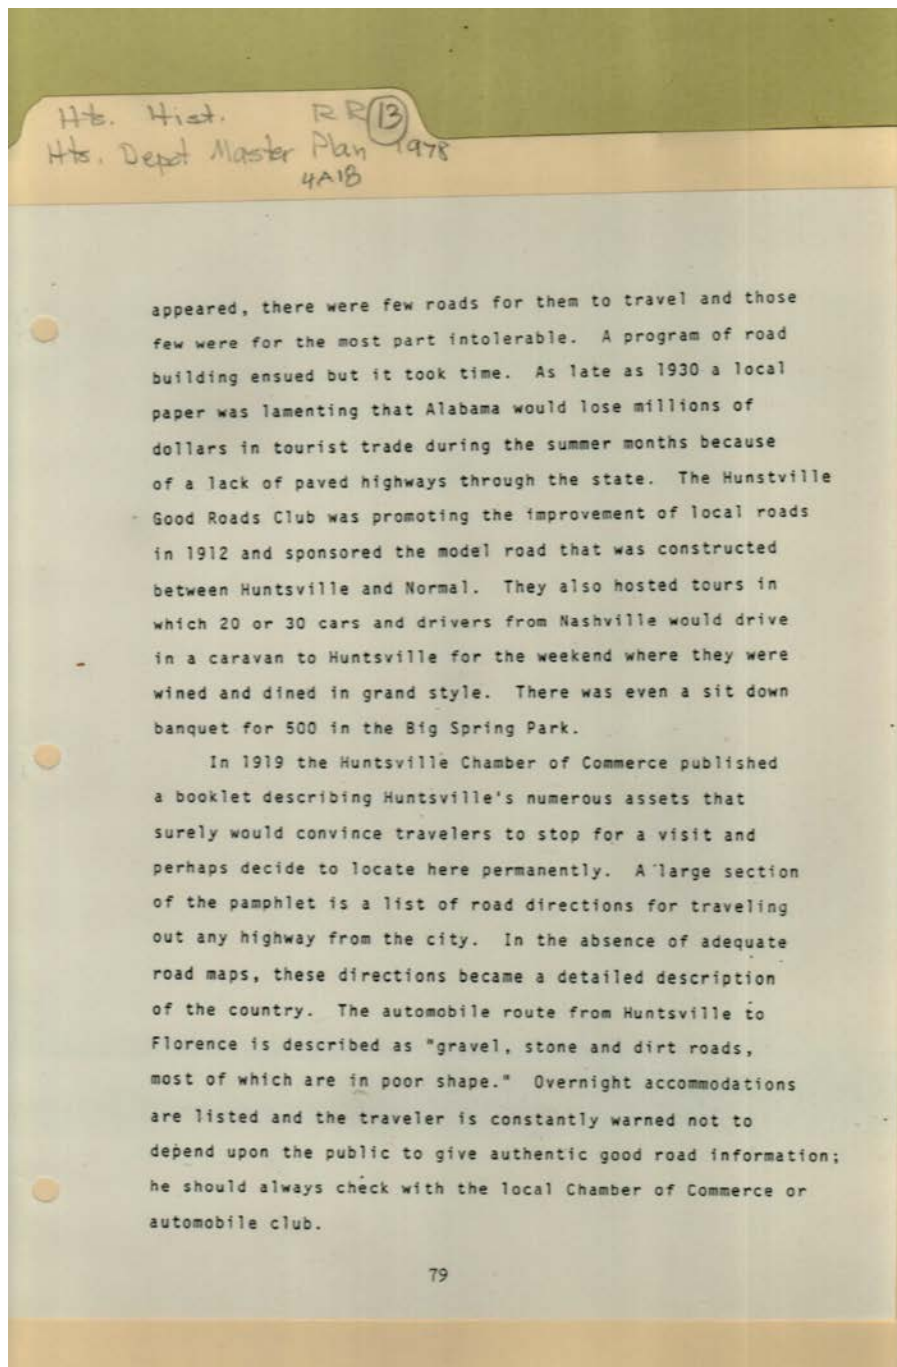 Hts. Hist. RR 13
Hts. Depot Master Plan 1978
4A1B
appeared, there were few roads for them to travel and those
few were for the most part intolerable. A program of road
building ensued but it took time. As late as 1930 a local
paper was lamenting that Alabama would lose millions of
dollars in tourist trade during the summer months because
of a lack of paved highways through the state. The Hunstville
Good Roads Club was promoting the improvement of local roads
in 1912 and sponsored the model road that was constructed
between Huntsville and Normal. They also hosted tours in
which 20 or 30 cars and drivers from Nashville would drive
in a caravan to Huntsville for the weekend where they were
wined and dined in grand style. There was even a sit down
banquet for 500 in the Big Spring Park.
In 1919 the Huntsville Chamber of Commerce published
a booklet describing Huntsville's numerous assets that
surely would convince travelers to stop for a visit and
perhaps decide to locate here permanently. A large section
of the pamphlet is a list of road directions for traveling
out any highway from the city. In the absence of adequate
road maps, these directions became a detailed description
of the country. The automobile route from Huntsville to
Florence is described as "gravel, stone and dirt roads,
most of which are in poor shape." Overnight accommodations
are listed and the traveler is constantly warned not to
depend upon the public to give authentic good road information;
he should always check with the local Chamber of Commerce or
automobile club.
79